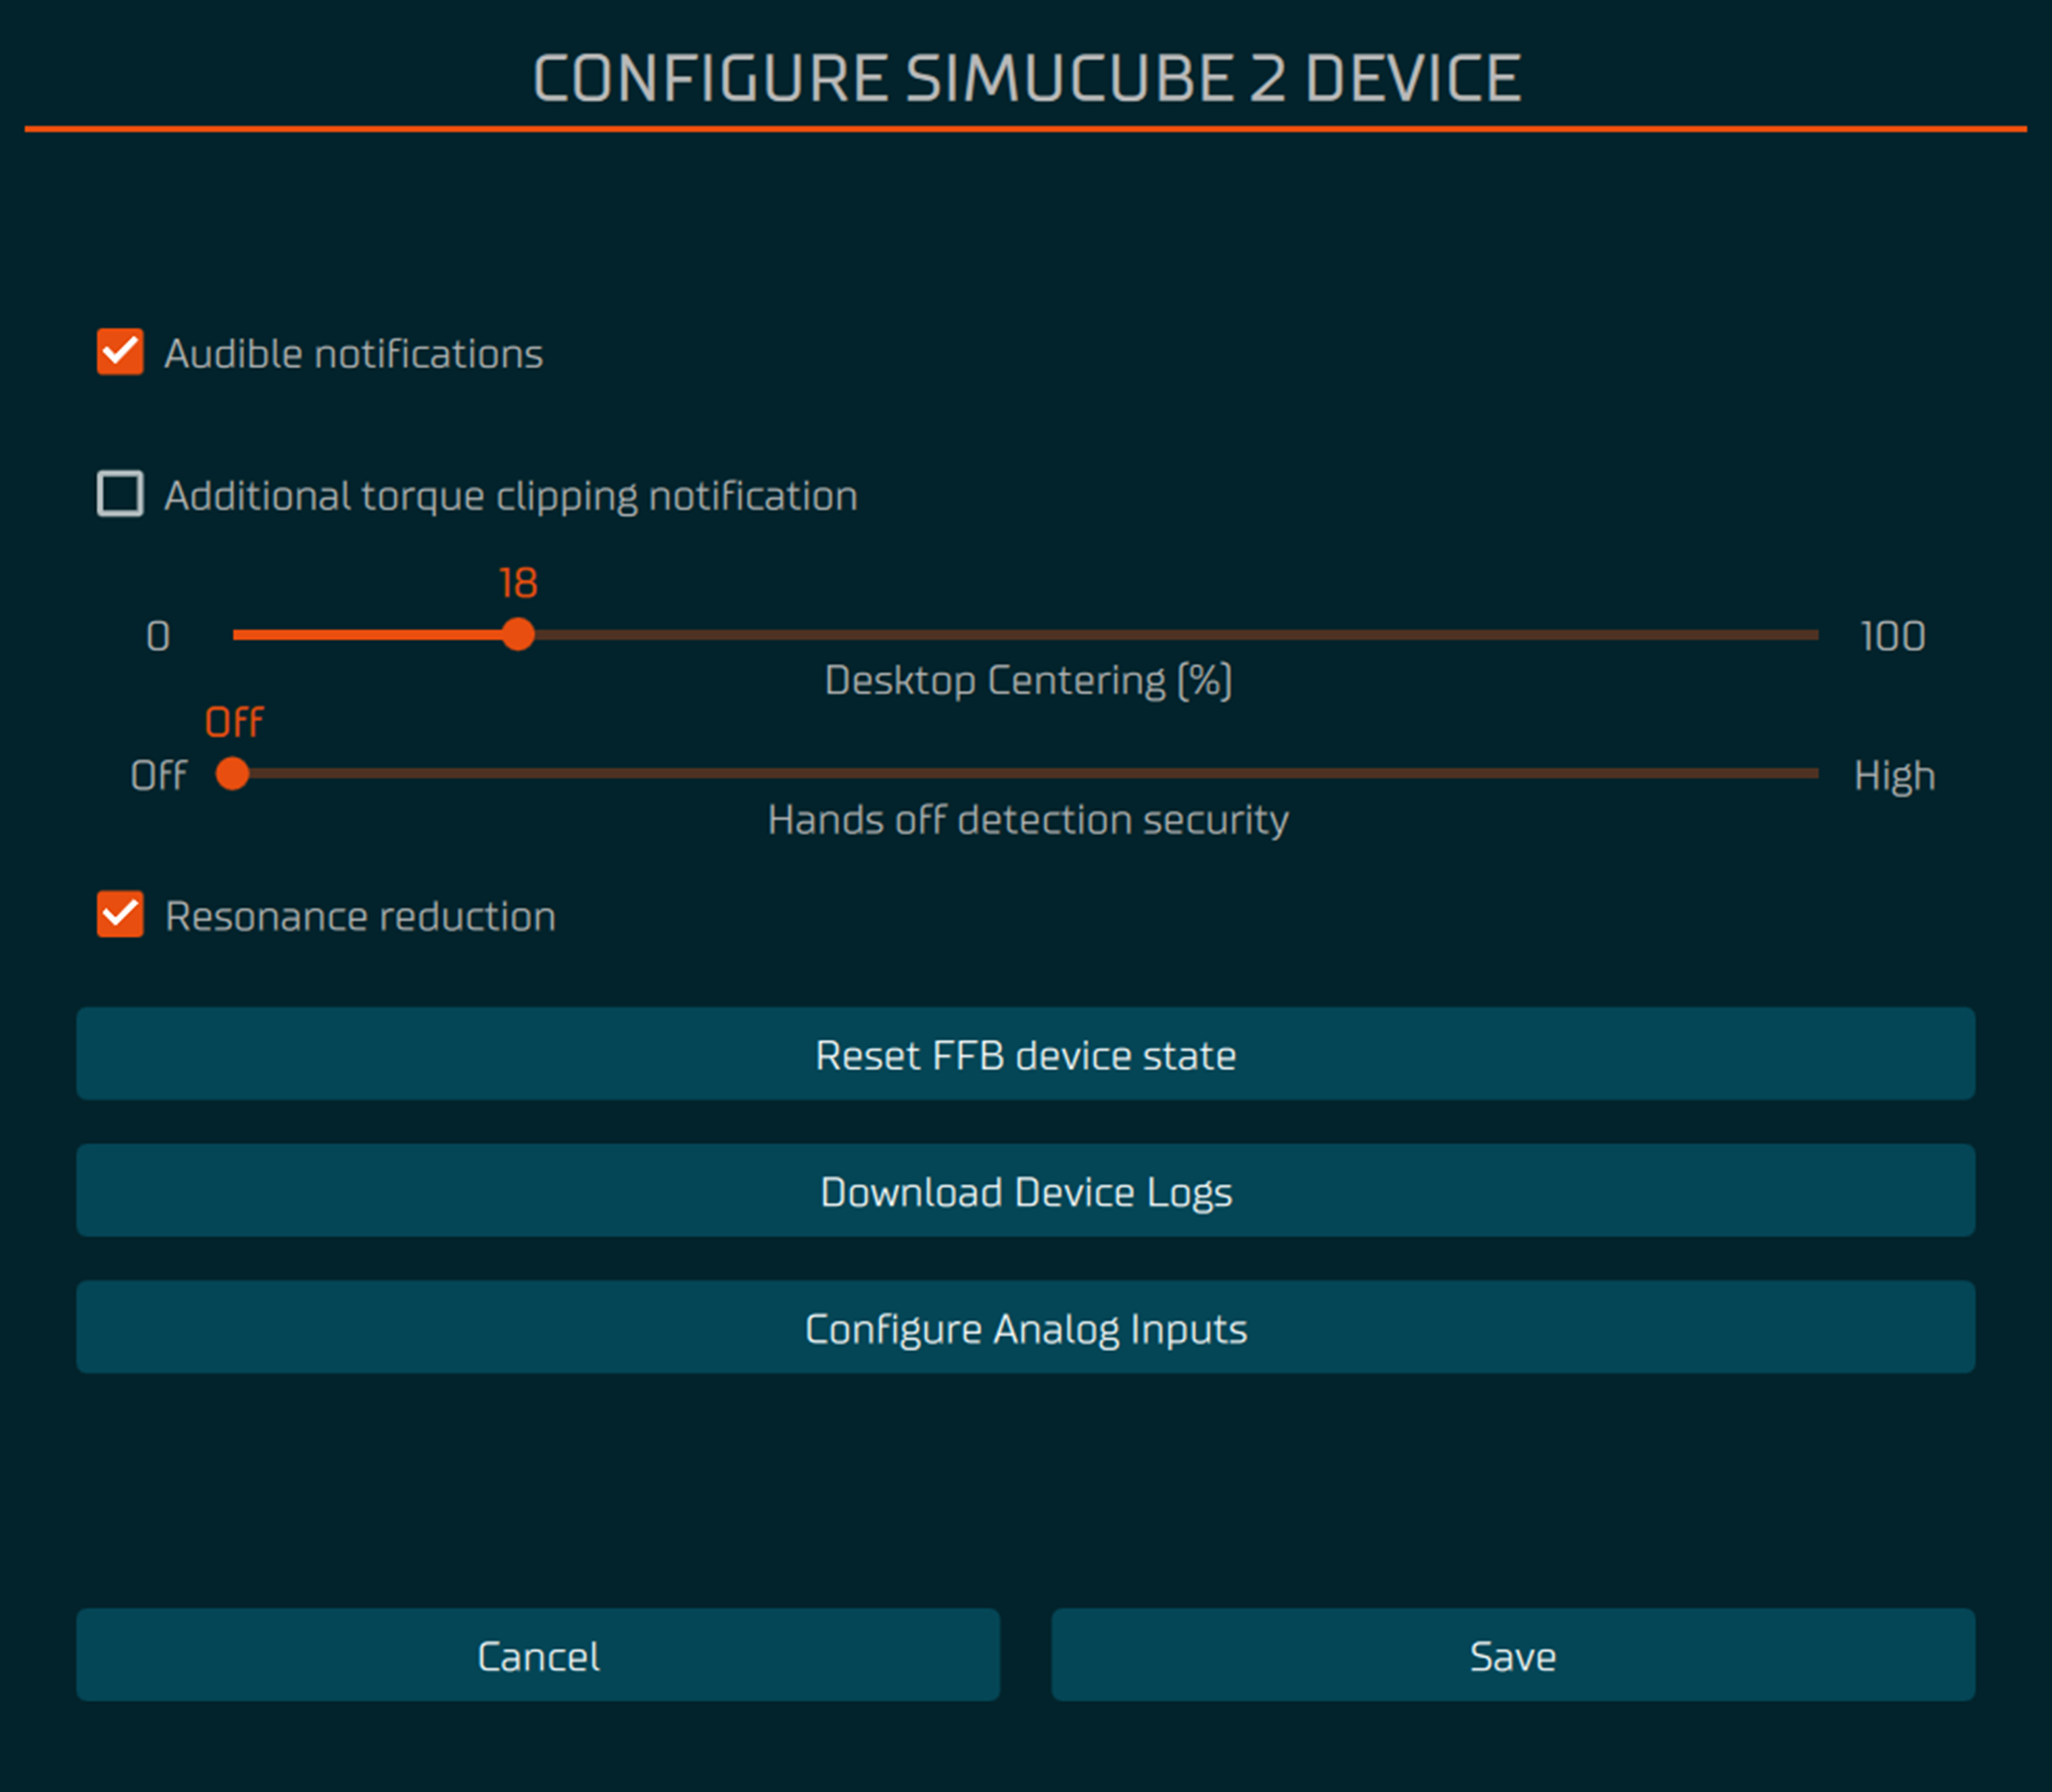 CONFIGURE SIMUCUBE 2 DEVICE
Audible notifications
Additional torque clipping notification
18
0 100
Desktop Centering (%)
Off
Off High
Hands off detection security
Resonance reduction
Reset FFB device state
Download Device Logs
Configure Analog Inputs
Cancel Save